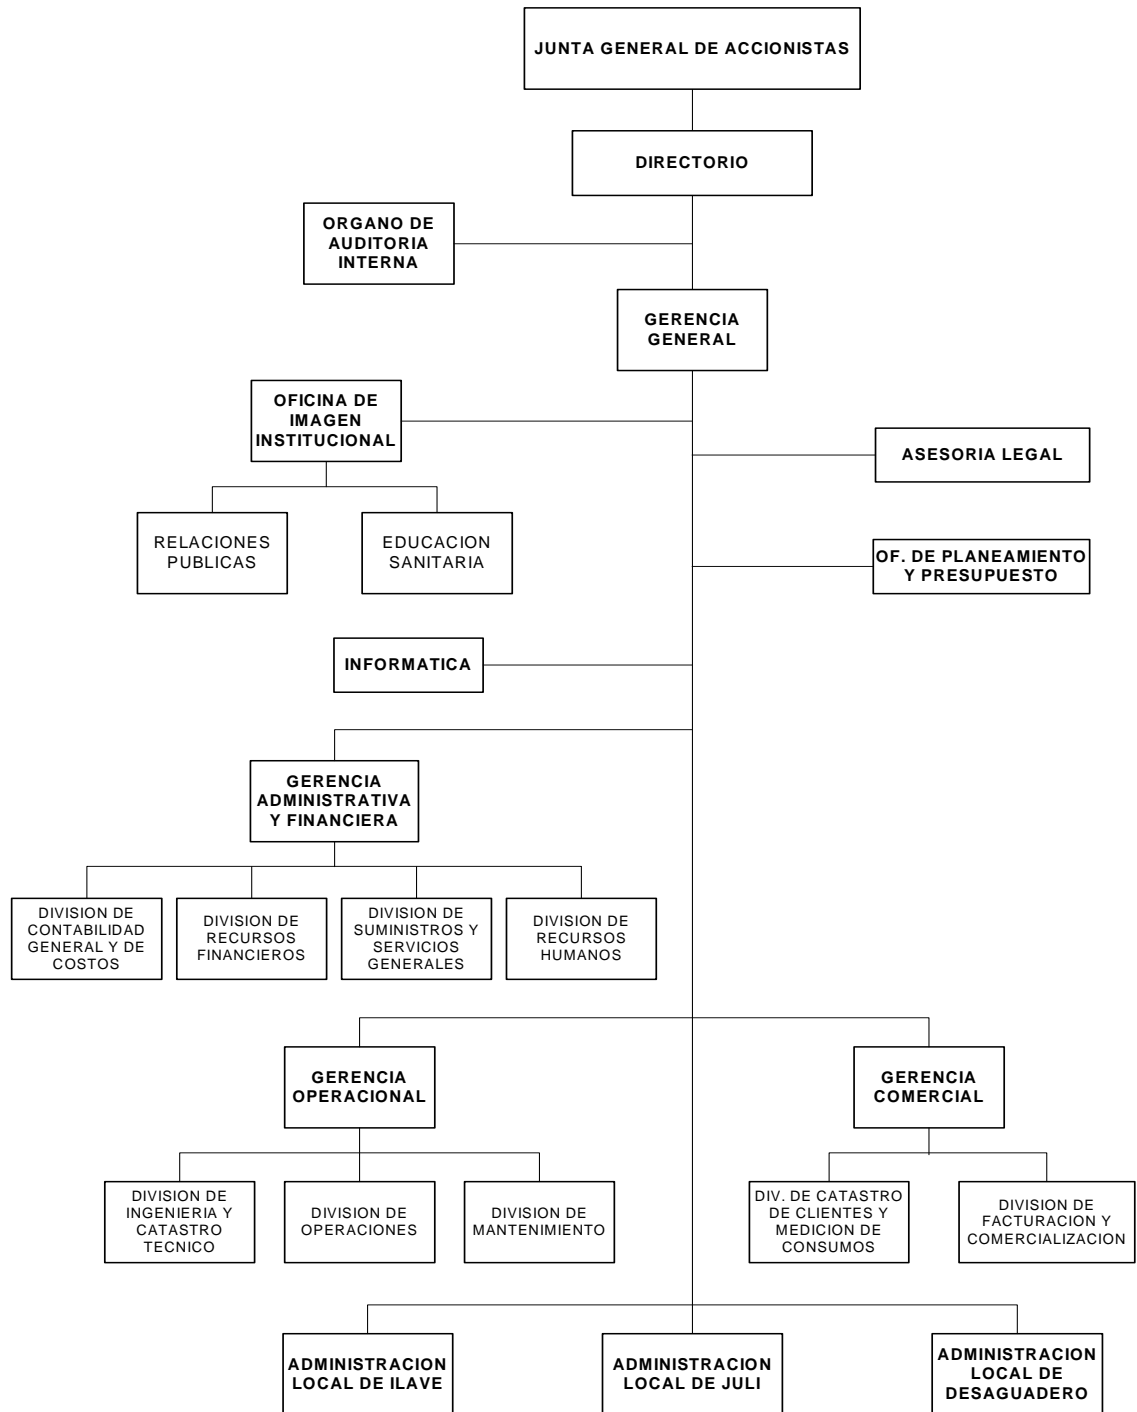 JUNTA GENERAL DE ACCIONISTAS
DIRECTORIO
ORGANO DE
AUDITORIA
INTERNA
GERENCIA
GENERAL
OFICINA DE
IMAGEN
INSTITUCIONAL
ASESORIA LEGAL
RELACIONES
PUBLICAS
EDUCACION
SANITARIA
OF. DE PLANEAMIENTO
Y PRESUPUESTO
INFORMATICA
GERENCIA
ADMINISTRATIVA
Y FINANCIERA
DIVISION DE
CONTABILIDAD
GENERAL Y DE
COSTOS
DIVISION DE
RECURSOS
FINANCIEROS
DIVISION DE
SUMINISTROS Y
SERVICIOS
GENERALES
DIVISION DE
RECURSOS
HUMANOS
GERENCIA
OPERACIONAL
GERENCIA
COMERCIAL
DIVISION DE
INGENIERIA Y
CATASTRO
TECNICO
DIVISION DE
OPERACIONES
DIVISION DE
MANTENIMIENTO
DIV. DE CATASTRO
DE CLIENTES Y
MEDICION DE
CONSUMOS
DIVISION DE
FACTURACION Y
COMERCIALIZACION
ADMINISTRACION
LOCAL DE ILAVE
ADMINISTRACION
LOCAL DE JULI
ADMINISTRACION
LOCAL DE
DESAGUADERO